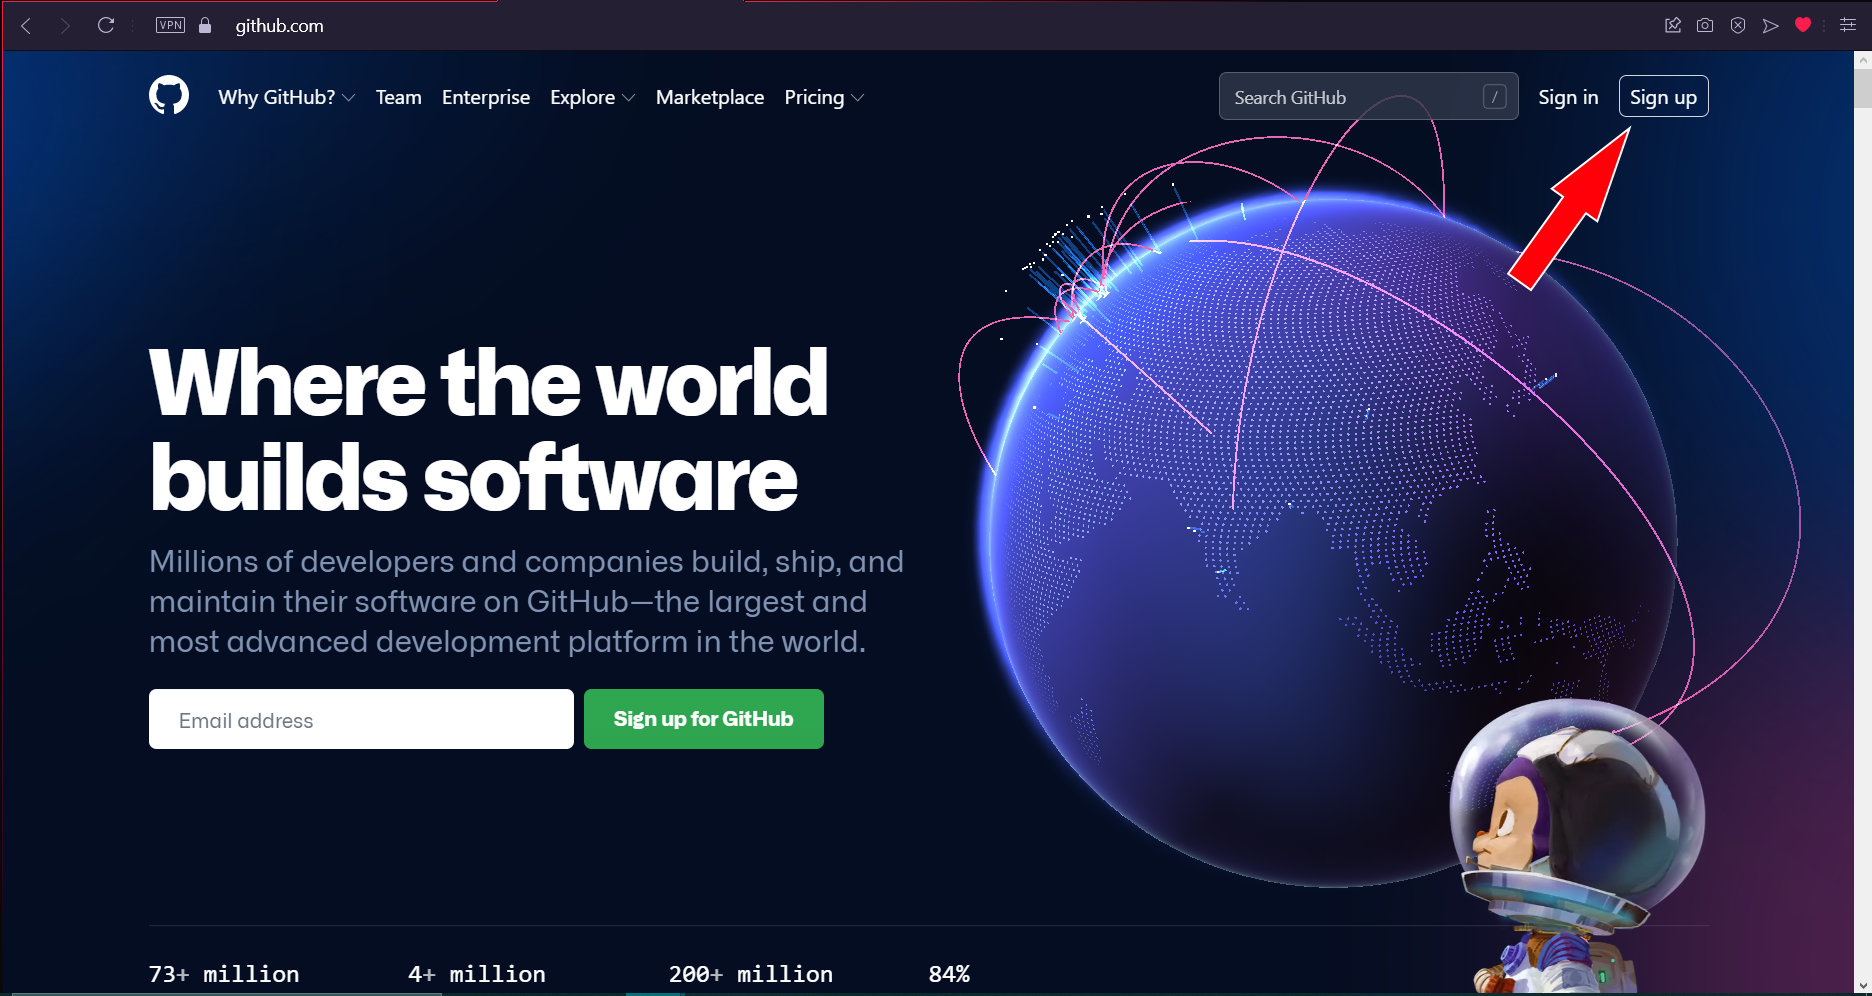 VPN github.com
Why GitHub? Team Enterprise Explore Marketplace Pricing Search GitHub / Sign in Sign up
Where the world
builds software
Millions of developers and companies build, ship, and
maintain their software on GitHub—the largest and
most advanced development platform in the world.
Email address Sign up for GitHub
73+ million 4+ million 200+ million 84%